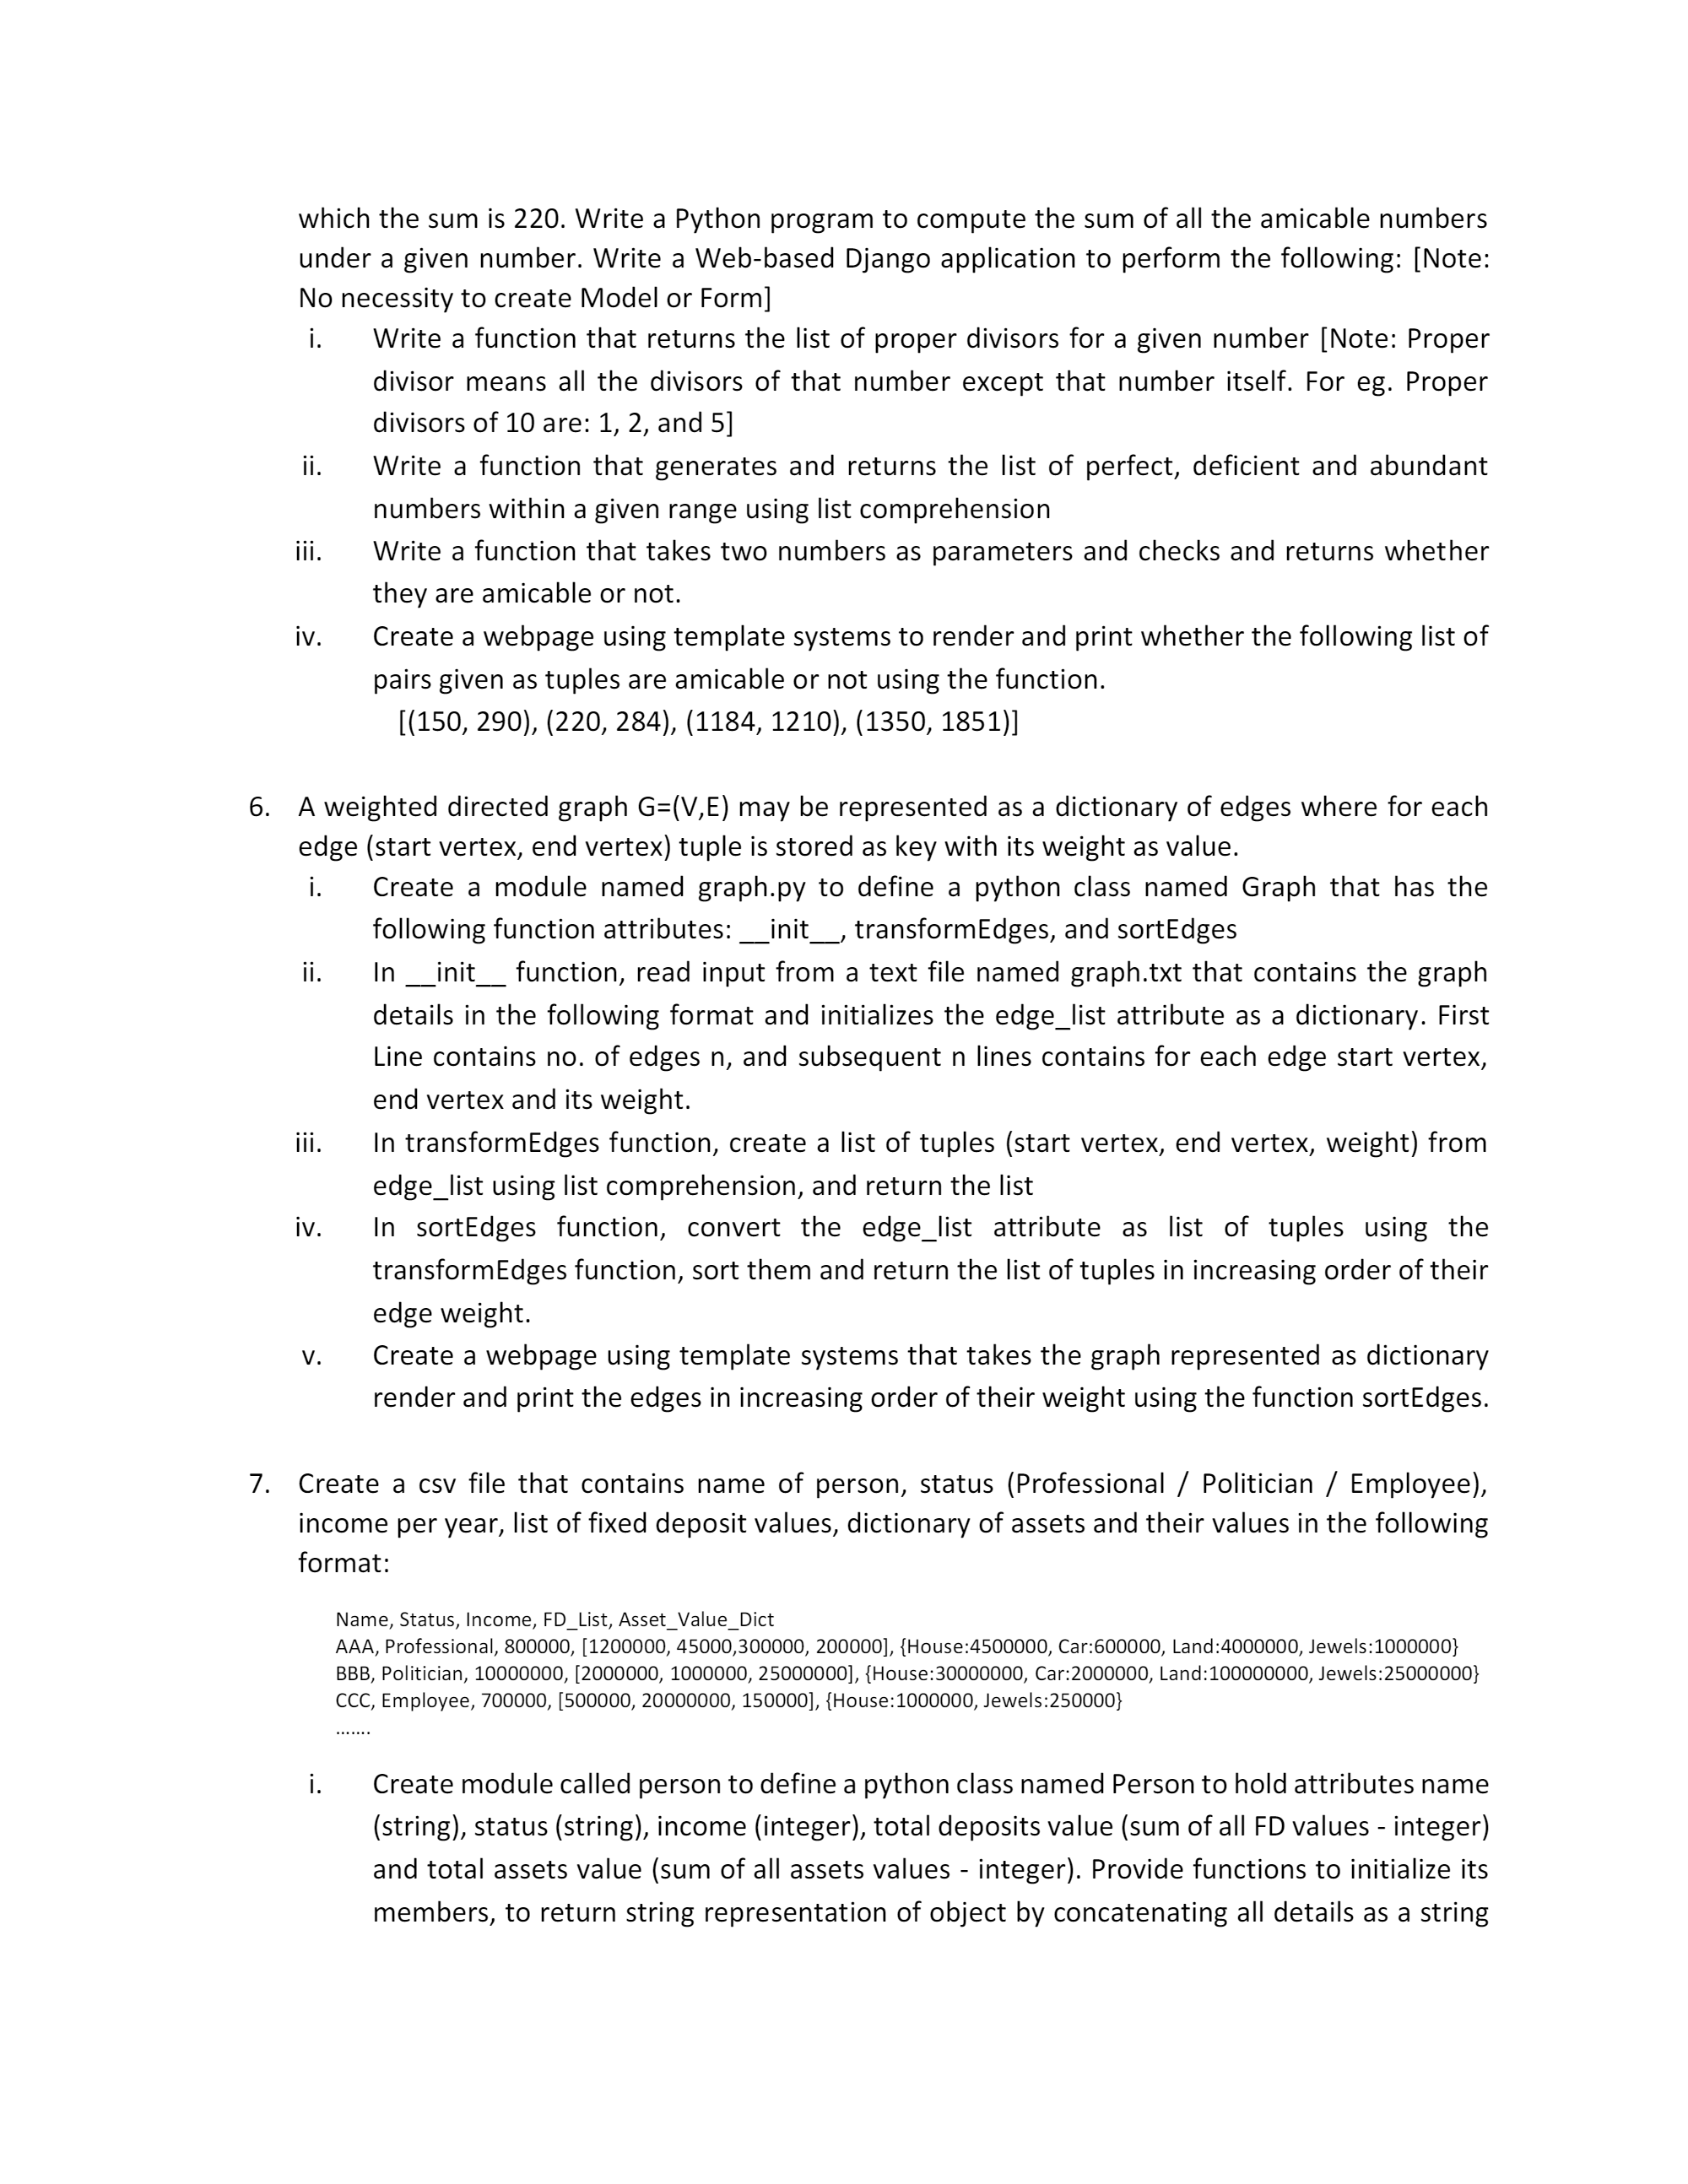 which the sum is 220. Write a Python program to compute the sum of all the amicable numbers
under a given number. Write a Web-based Django application to perform the following: [Note:
No necessity to create Model or Form]
i. Write a function that returns the list of proper divisors for a given number [Note: Proper
divisor means all the divisors of that number except that number itself. For eg. Proper
divisors of 10 are: 1, 2, and 5]
ii. Write a function that generates and returns the list of perfect, deficient and abundant
numbers within a given range using list comprehension
iii. Write a function that takes two numbers as parameters and checks and returns whether
they are amicable or not.
iv. Create a webpage using template systems to render and print whether the following list of
pairs given as tuples are amicable or not using the function.
[(150, 290), (220, 284), (1184, 1210), (1350, 1851)]
6. A weighted directed graph G=(V,E) may be represented as a dictionary of edges where for each
edge (start vertex, end vertex) tuple is stored as key with its weight as value.
i. Create a module named graph.py to define a python class named Graph that has the
following function attributes: __init__, transformEdges, and sortEdges
ii. In __init__ function, read input from a text file named graph.txt that contains the graph
details in the following format and initializes the edge_list attribute as a dictionary. First
Line contains no. of edges n, and subsequent n lines contains for each edge start vertex,
end vertex and its weight.
iii. In transformEdges function, create a list of tuples (start vertex, end vertex, weight) from
edge_list using list comprehension, and return the list
iv. In sortEdges function, convert the edge_list attribute as list of tuples using the
transformEdges function, sort them and return the list of tuples in increasing order of their
edge weight.
v. Create a webpage using template systems that takes the graph represented as dictionary
render and print the edges in increasing order of their weight using the function sortEdges.
7. Create a csv file that contains name of person, status (Professional / Politician / Employee),
income per year, list of fixed deposit values, dictionary of assets and their values in the following
format:
Name, Status, Income, FD_List, Asset_Value_Dict
AAA, Professional, 800000, [1200000, 45000,300000, 200000], {House:4500000, Car:600000, Land:4000000, Jewels:1000000}
BBB, Politician, 10000000, [2000000, 1000000, 25000000], {House:30000000, Car:2000000, Land:100000000, Jewels:25000000}
CCC, Employee, 700000, [500000, 20000000, 150000], {House:1000000, Jewels:250000}
.......
i. Create module called person to define a python class named Person to hold attributes name
(string), status (string), income (integer), total deposits value (sum of all FD values - integer)
and total assets value (sum of all assets values - integer). Provide functions to initialize its
members, to return string representation of object by concatenating all details as a string